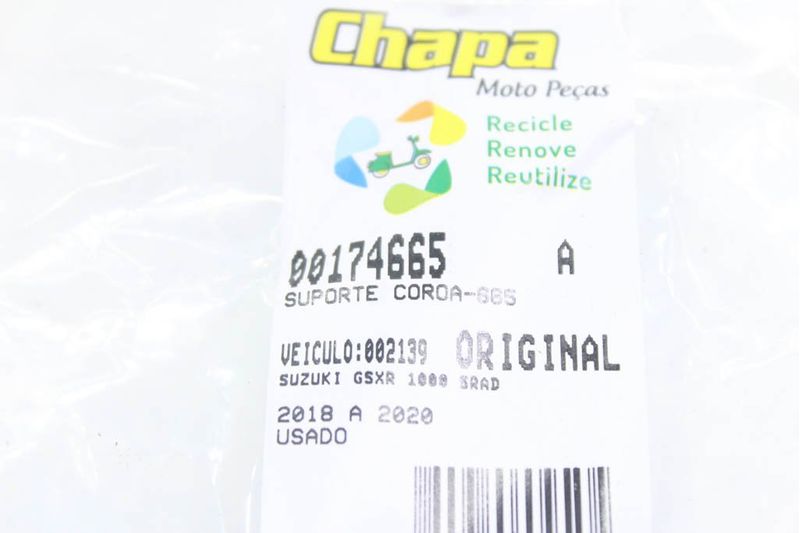 Chapa
Moto Peças
Recicle
Renove
Reutilize
00174665 A
SUPORTE COROA-665
VEICULO:002139 ORIGINAL
SUZUKI GSXR 1000 SRAD
2018 A 2020
USADO